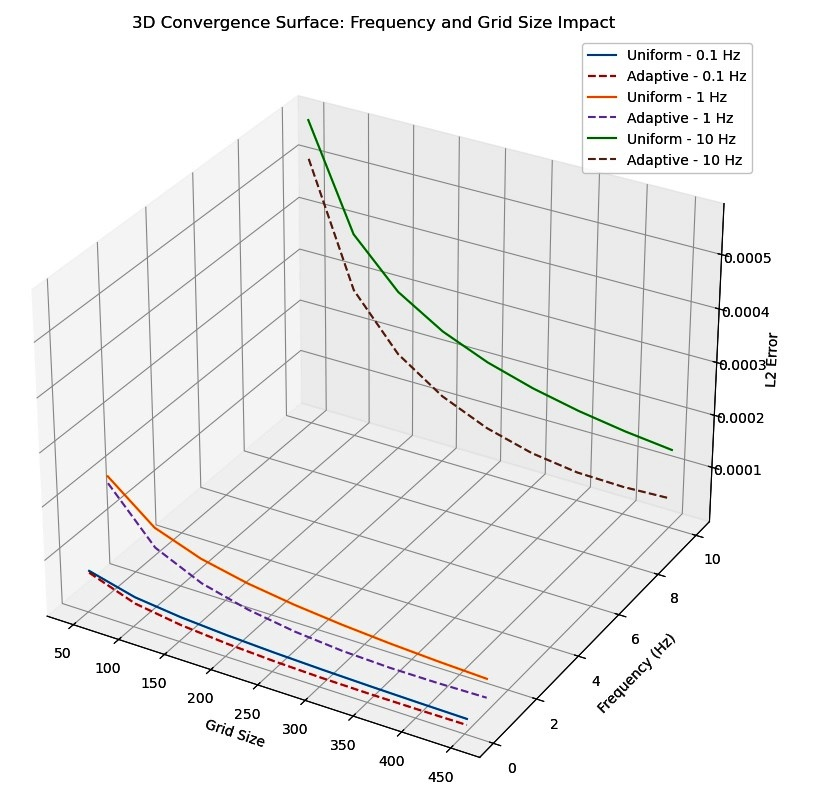 3D Convergence Surface: Frequency and Grid Size Impact
Uniform - 0.1 Hz
Adaptive - 0.1 Hz
Uniform - 1 Hz
Adaptive - 1 Hz
Uniform - 10 Hz
Adaptive - 10 Hz
0.0005
0.0004
0.0003
0.0002
0.0001
L2 Error
10
8
6
4
2
0
Frequency (Hz)
50
100
150
200
250
300
350
400
450
Grid Size